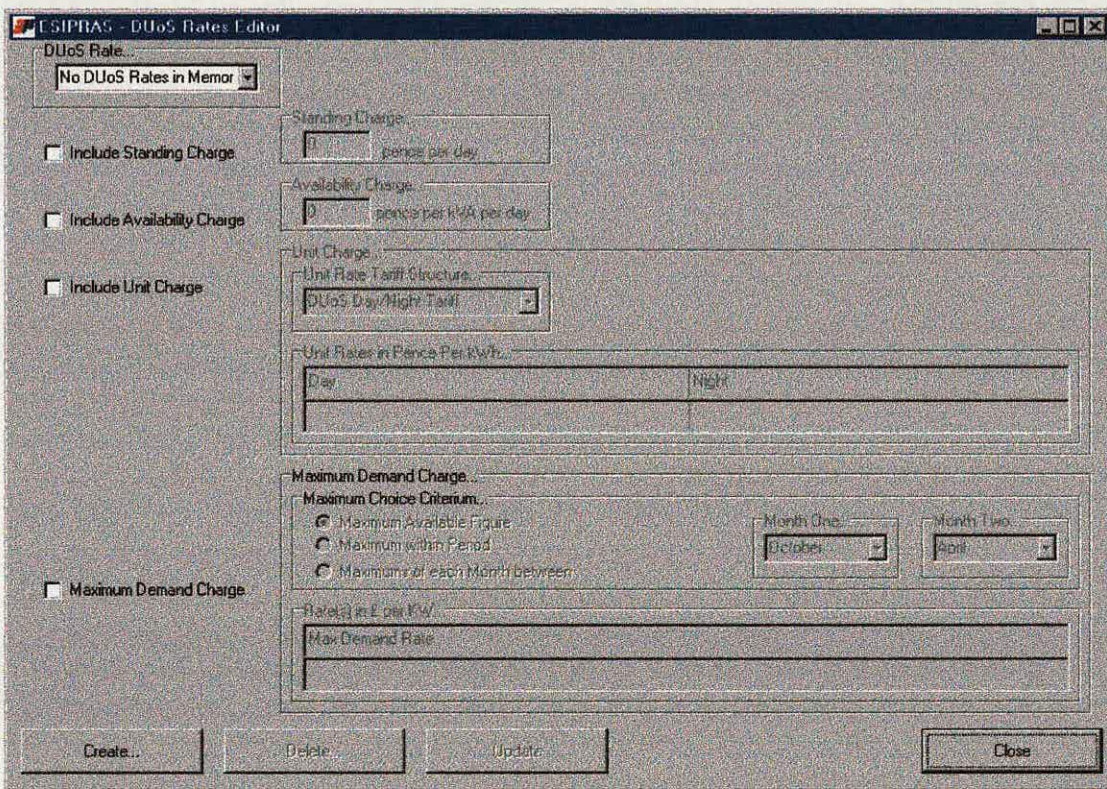 ESIPRAS - DUoS Rates Editor
DUoS Rate...
No DUoS Rates in Memor
Include Standing Charge
Standing Charge...
0
pence per day
Include Availability Charge
Availability Charge...
0
pence per kVA per day
Include Unit Charge
Unit Charge...
Unit Rate Tariff Structure...
DUoS Day/Night Tariff
Unit Rates in Pence Per KWh...
Day
Night
Maximum Demand Charge...
Maximum Choice Criterium...
Maximum Available Figure
Maximum within Period
Maximums of each Month between
Month One...
October
Month Two...
April
Maximum Demand Charge
Rate(s) in £ per KW...
Max Demand Rate
Create...
Delete...
Update
Close